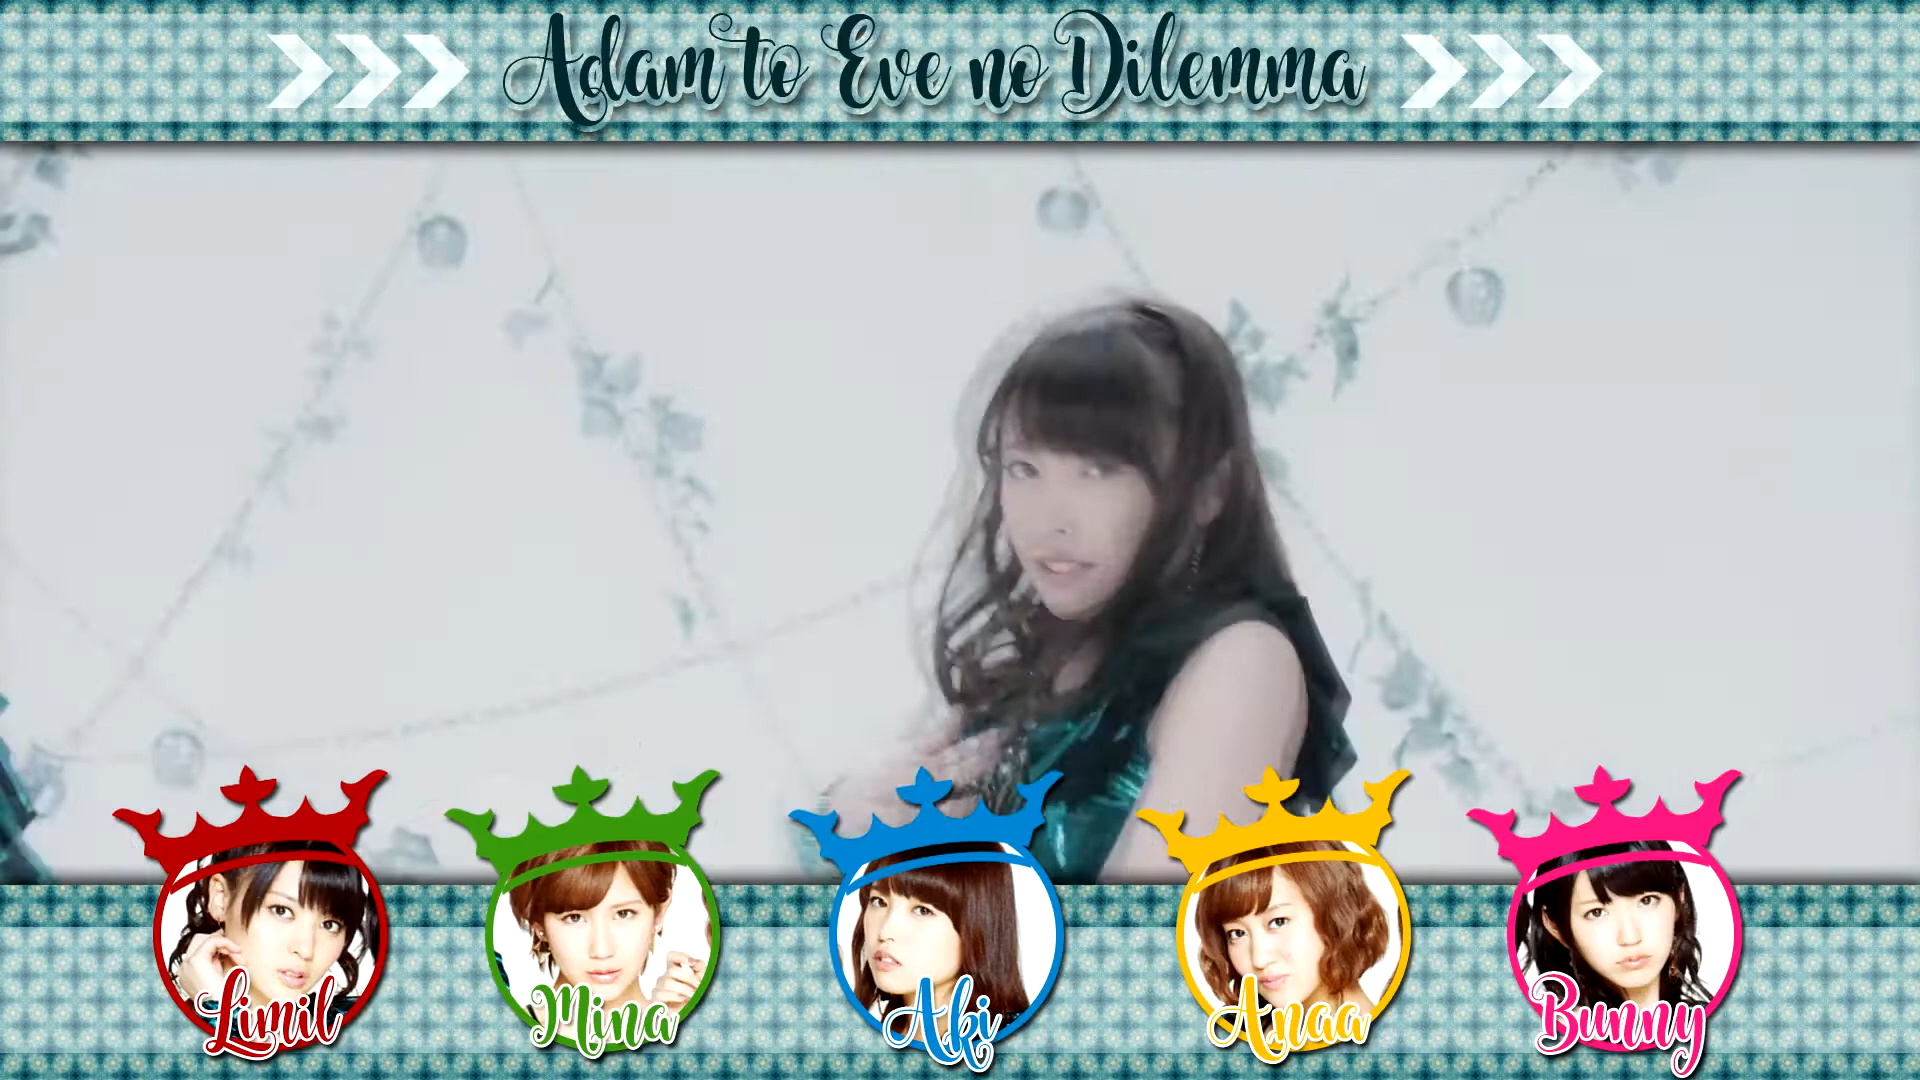 Adam to Eve no Dilemma
Limil
Mina
Aki
Anaa
Bunny